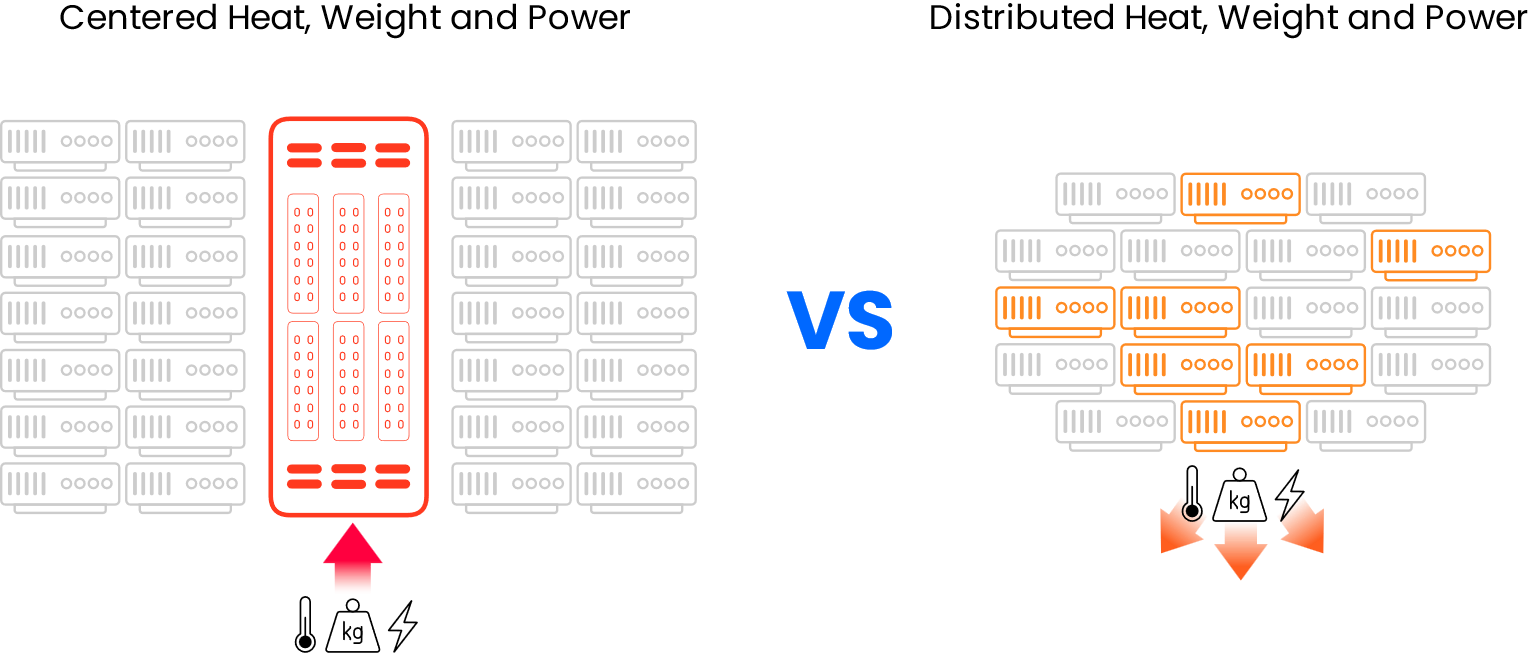 Centered Heat, Weight and Power
Distributed Heat, Weight and Power
VS
kg
kg